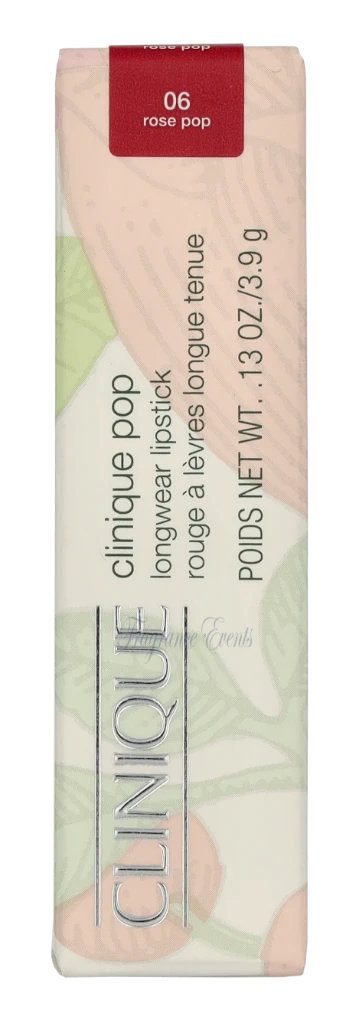 rose pop
06
rose pop
CLINIQUE
clinique pop
longwear lipstick
rouge à lèvres longue tenue
POIDS NET WT. .13 OZ./3.9 g
Fragrance Events